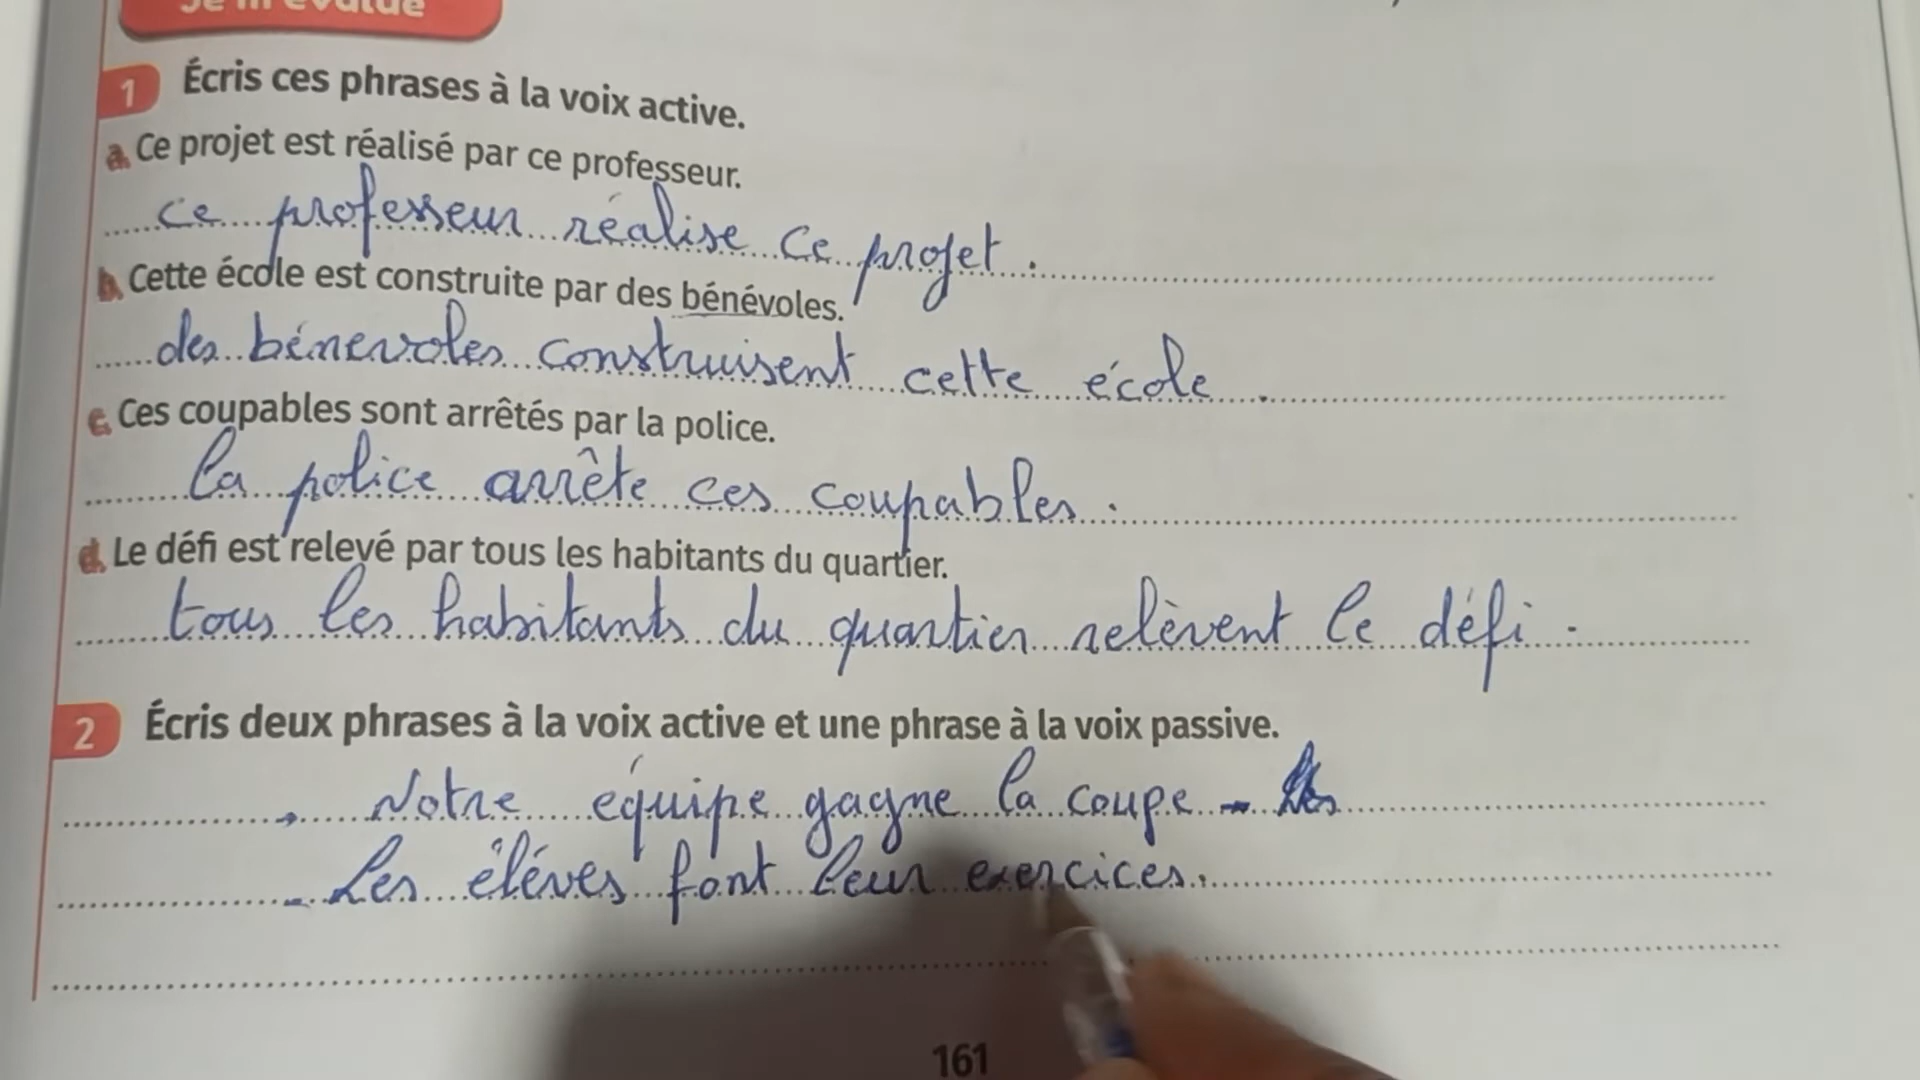 Je m'évalue
1 Écris ces phrases à la voix active.
a. Ce projet est réalisé par ce professeur.
ce professeur réalise ce projet.
b. Cette école est construite par des bénévoles.
des bénevoles construisent cette école.
c. Ces coupables sont arrêtés par la police.
la police arrête ces coupables.
d. Le défi est relevé par tous les habitants du quartier.
tous les habitants du quartier relèvent le défi.
2 Écris deux phrases à la voix active et une phrase à la voix passive.
Notre équipe gagne la coupe -
- Les élèves font leur exercices.
161